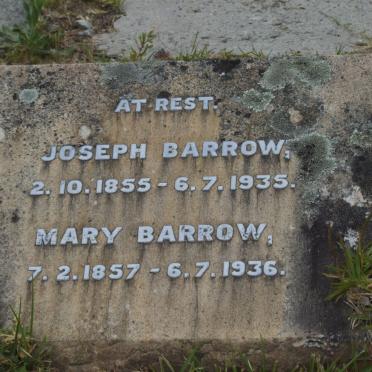 AT REST.
JOSEPH BARROW,
2.10.1855 - 6.7.1935.
MARY BARROW,
7.2.1857 - 6.7.1936.